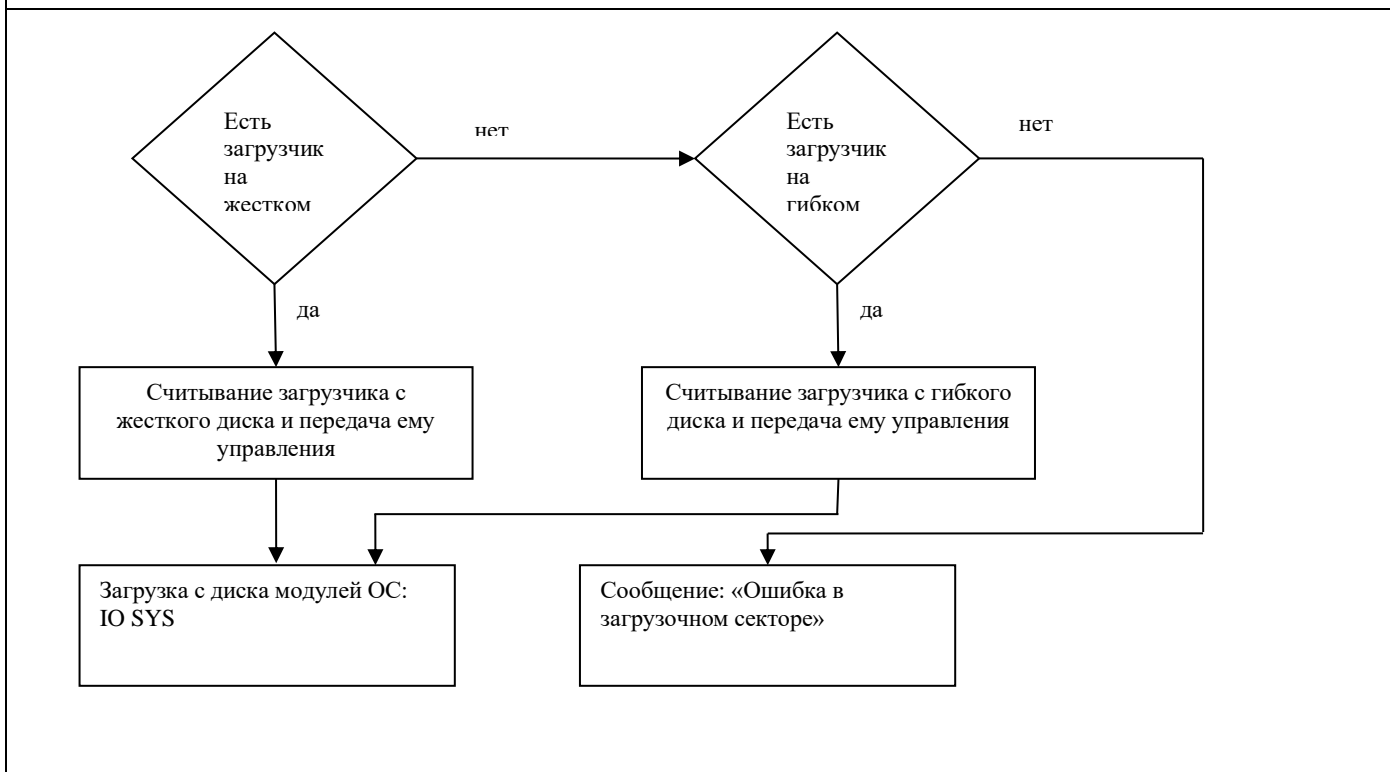 Есть
загрузчик
на
жестком
нет
Есть
загрузчик
на
гибком
нет
да
да
Считывание загрузчика с
жесткого диска и передача ему
управления
Считывание загрузчика с гибкого
диска и передача ему управления
Загрузка с диска модулей ОС:
IO SYS
Сообщение: «Ошибка в
загрузочном секторе»